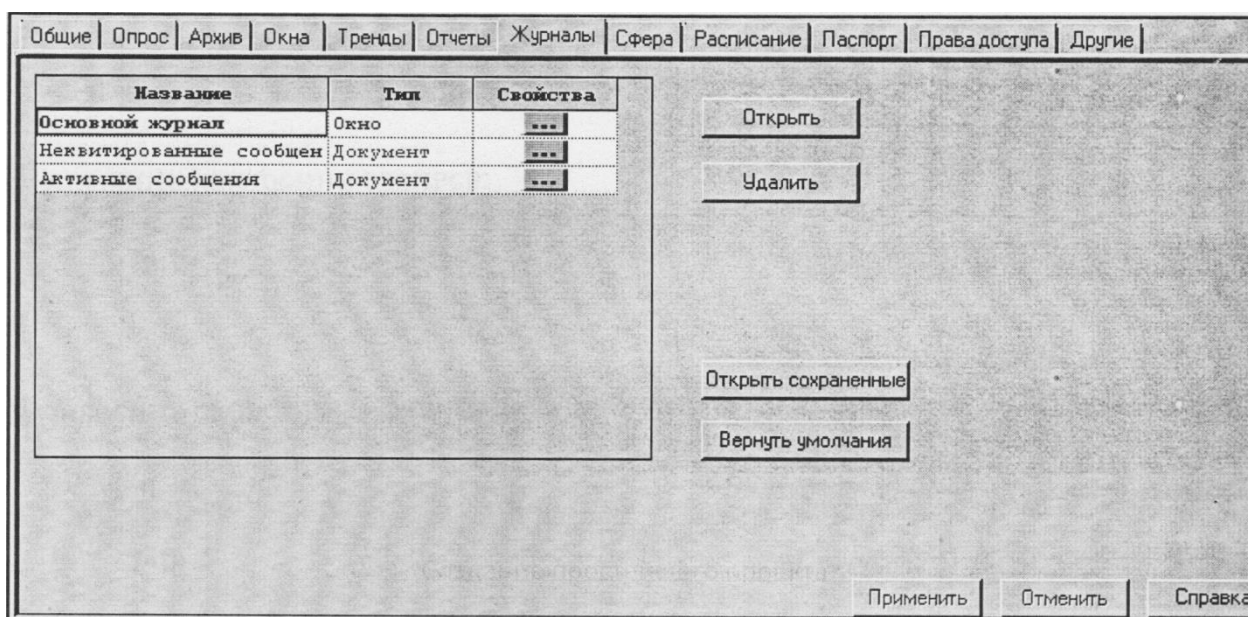 Общие Опрос Архив Окна Тренды Отчеты Журналы Сфера Расписание Паспорт Права доступа Другие
Название Тип Свойства
Основной журнал Окно ...
Неквитированные сообщен Документ ...
Активные сообщения Документ ...
Открыть
Удалить
Открыть сохраненные
Вернуть умолчания
Применить Отменить Справка